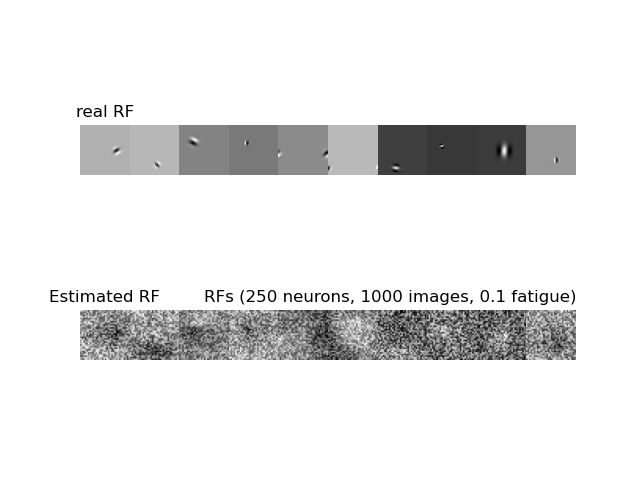 real RF
Estimated RF
RFs (250 neurons, 1000 images, 0.1 fatigue)